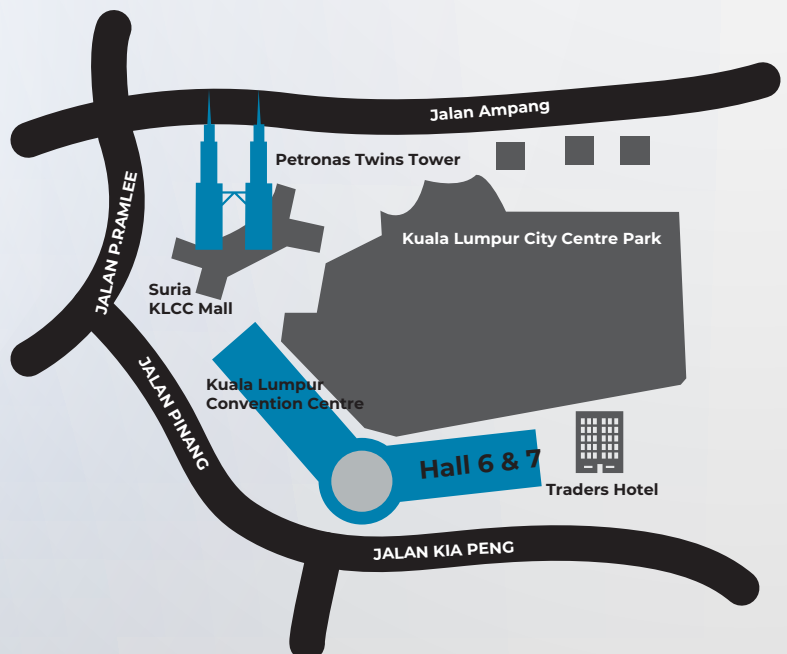 Jalan Ampang
Petronas Twins Tower
JALAN P.RAMLEE
Kuala Lumpur City Centre Park
Suria
KLCC Mall
Kuala Lumpur
Convention Centre
JALAN PINANG
Hall 6 & 7
Traders Hotel
JALAN KIA PENG